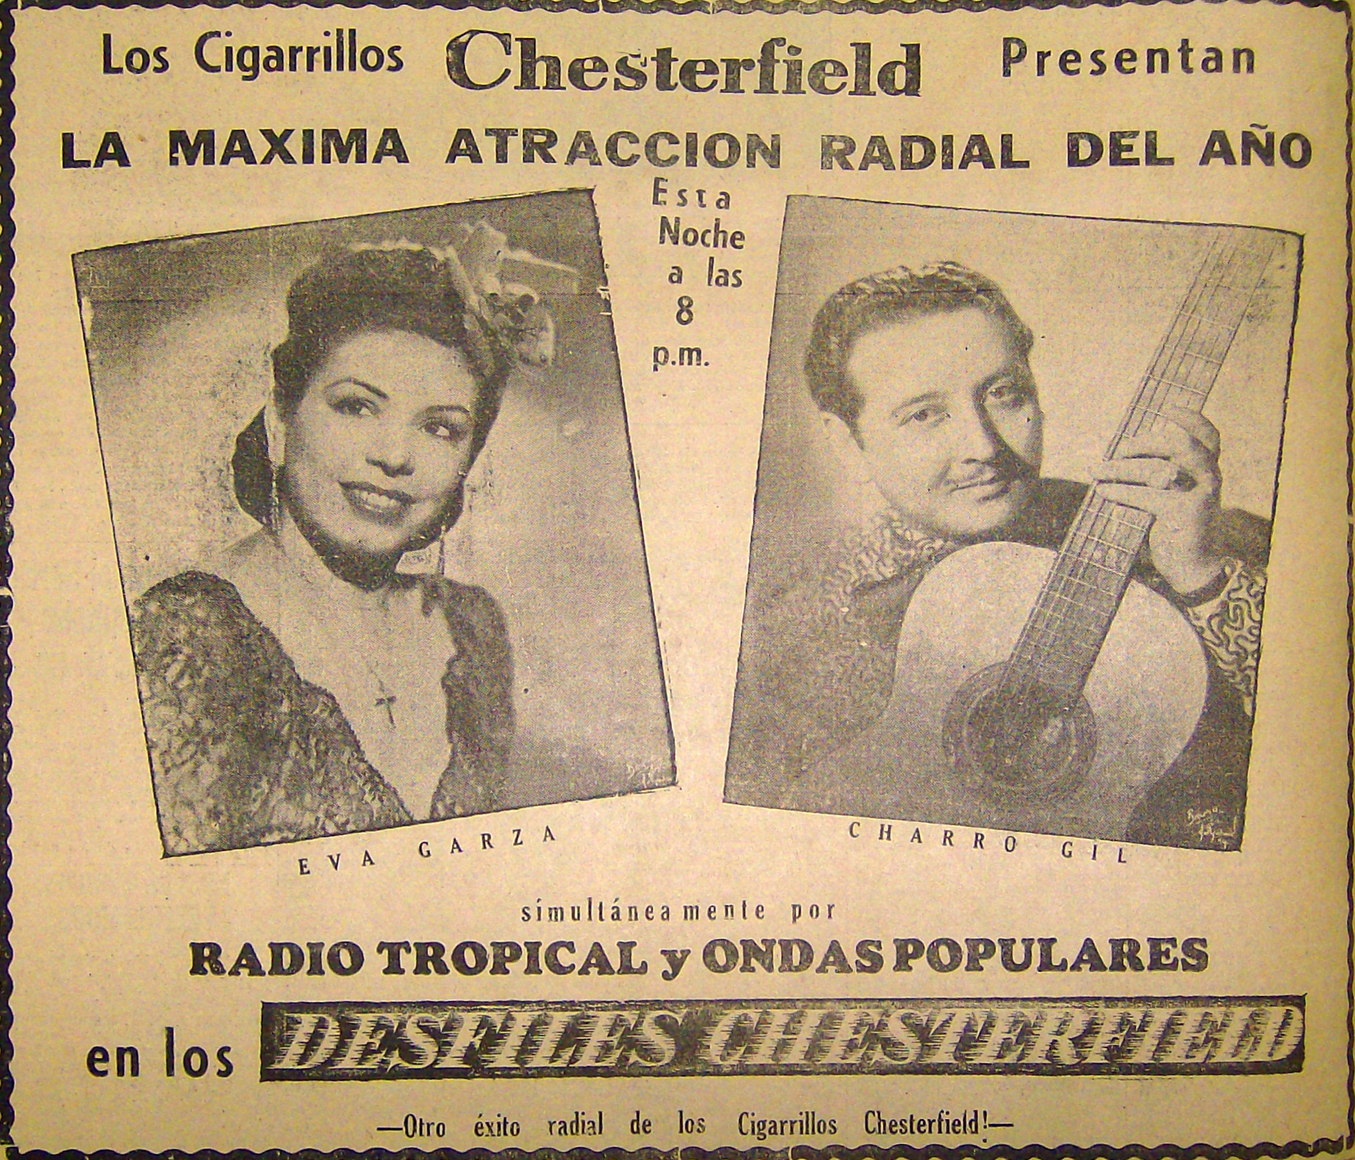 Los Cigarrillos Chesterfield Presentan
LA MAXIMA ATRACCION RADIAL DEL AÑO
Esta
Noche
a las
8
p.m.
EVA GARZA
CHARRO GIL
simultáneamente por
RADIO TROPICAL y ONDAS POPULARES
en los DESFILES CHESTERFIELD
—Otro éxito radial de los Cigarrillos Chesterfield!—